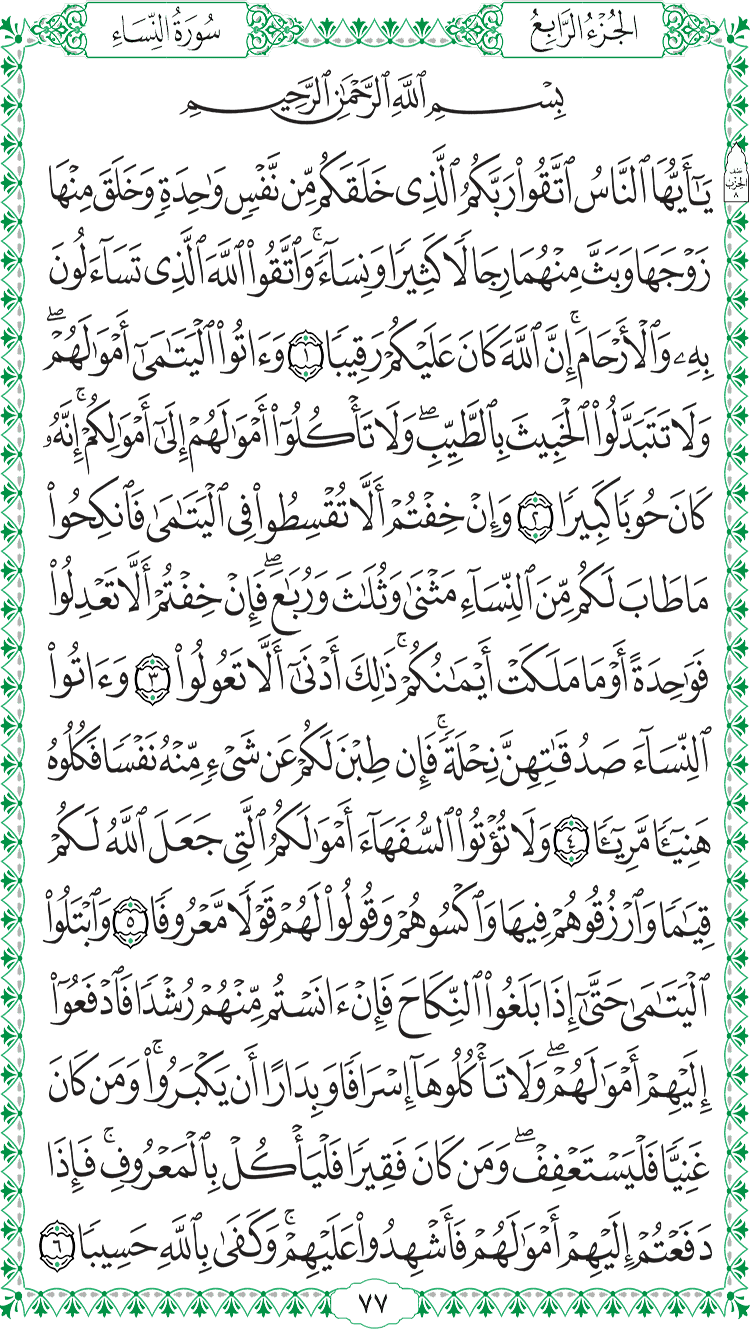 الجُزْءُ الرَّابِعُ
سُورَةُ النِّسَاءِ
بِسْمِ ٱللَّهِ ٱلرَّحْمَٰنِ ٱلرَّحِيمِ
يَٰٓأَيُّهَا ٱلنَّاسُ ٱتَّقُوا۟ رَبَّكُمُ ٱلَّذِى خَلَقَكُم مِّن نَّفْسٍ وَٰحِدَةٍ وَخَلَقَ مِنْهَا
زَوْجَهَا وَبَثَّ مِنْهُمَا رِجَالًا كَثِيرًا وَنِسَآءً ۚ وَٱتَّقُوا۟ ٱللَّهَ ٱلَّذِى تَسَآءَلُونَ
بِهِۦ وَٱلْأَرْحَامَ ۚ إِنَّ ٱللَّهَ كَانَ عَلَيْكُمْ رَقِيبًا ١ وَءَاتُوا۟ ٱلْيَتَٰمَىٰٓ أَمْوَٰلَهُمْ ۖ
وَلَا تَتَبَدَّلُوا۟ ٱلْخَبِيثَ بِٱلطَّيِّبِ ۖ وَلَا تَأْكُلُوٓا۟ أَمْوَٰلَهُمْ إِلَىٰٓ أَمْوَٰلِكُمْ ۚ إِنَّهُۥ
كَانَ حُوبًا كَبِيرًا ٢ وَإِنْ خِفْتُمْ أَلَّا تُقْسِطُوا۟ فِى ٱلْيَتَٰمَىٰ فَٱنكِحُوا۟
مَا طَابَ لَكُم مِّنَ ٱلنِّسَآءِ مَثْنَىٰ وَثُلَٰثَ وَرُبَٰعَ ۖ فَإِنْ خِفْتُمْ أَلَّا تَعْدِلُوا۟
فَوَٰحِدَةً أَوْ مَا مَلَكَتْ أَيْمَٰنُكُمْ ۚ ذَٰلِكَ أَدْنَىٰٓ أَلَّا تَعُولُوا۟ ٣ وَءَاتُوا۟
ٱلنِّسَآءَ صَدُقَٰتِهِنَّ نِحْلَةً ۚ فَإِن طِبْنَ لَكُمْ عَن شَىْءٍ مِّنْهُ نَفْسًا فَكُلُوهُ
هَنِيٓـًٔا مَّرِيٓـًٔا ٤ وَلَا تُؤْتُوا۟ ٱلسُّفَهَآءَ أَمْوَٰلَكُمُ ٱلَّتِى جَعَلَ ٱللَّهُ لَكُمْ
قِيَٰمًا وَٱرْزُقُوهُمْ فِيهَا وَٱكْسُوهُمْ وَقُولُوا۟ لَهُمْ قَوْلًا مَّعْرُوفًا ٥ وَٱبْتَلُوا۟
ٱلْيَتَٰمَىٰ حَتَّىٰٓ إِذَا بَلَغُوا۟ ٱلنِّكَاحَ فَإِنْ ءَانَسْتُم مِّنْهُمْ رُشْدًا فَٱدْفَعُوٓا۟
إِلَيْهِمْ أَمْوَٰلَهُمْ ۖ وَلَا تَأْكُلُوهَآ إِسْرَافًا وَبِدَارًا أَن يَكْبَرُوا۟ ۚ وَمَن كَانَ
غَنِيًّا فَلْيَسْتَعْفِفْ ۖ وَمَن كَانَ فَقِيرًا فَلْيَأْكُلْ بِٱلْمَعْرُوفِ ۚ فَإِذَا
دَفَعْتُمْ إِلَيْهِمْ أَمْوَٰلَهُمْ فَأَشْهِدُوا۟ عَلَيْهِمْ ۚ وَكَفَىٰ بِٱللَّهِ حَسِيبًا ٦
نصف
الحزب
٨
٧٧